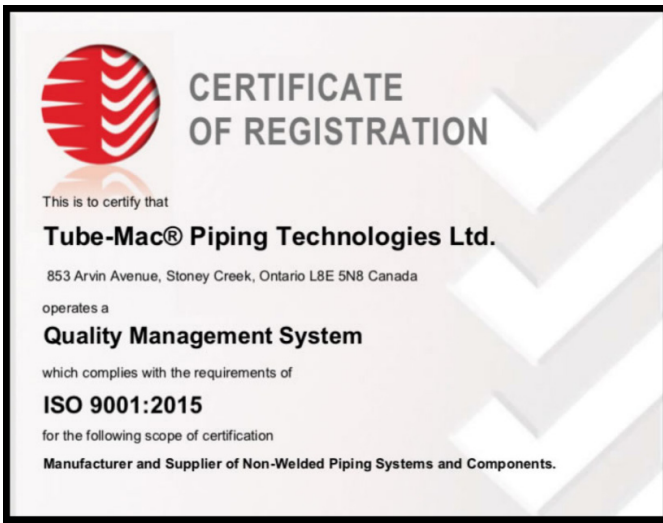 CERTIFICATE
OF REGISTRATION
This is to certify that
Tube-Mac® Piping Technologies Ltd.
853 Arvin Avenue, Stoney Creek, Ontario L8E 5N8 Canada
operates a
Quality Management System
which complies with the requirements of
ISO 9001:2015
for the following scope of certification
Manufacturer and Supplier of Non-Welded Piping Systems and Components.